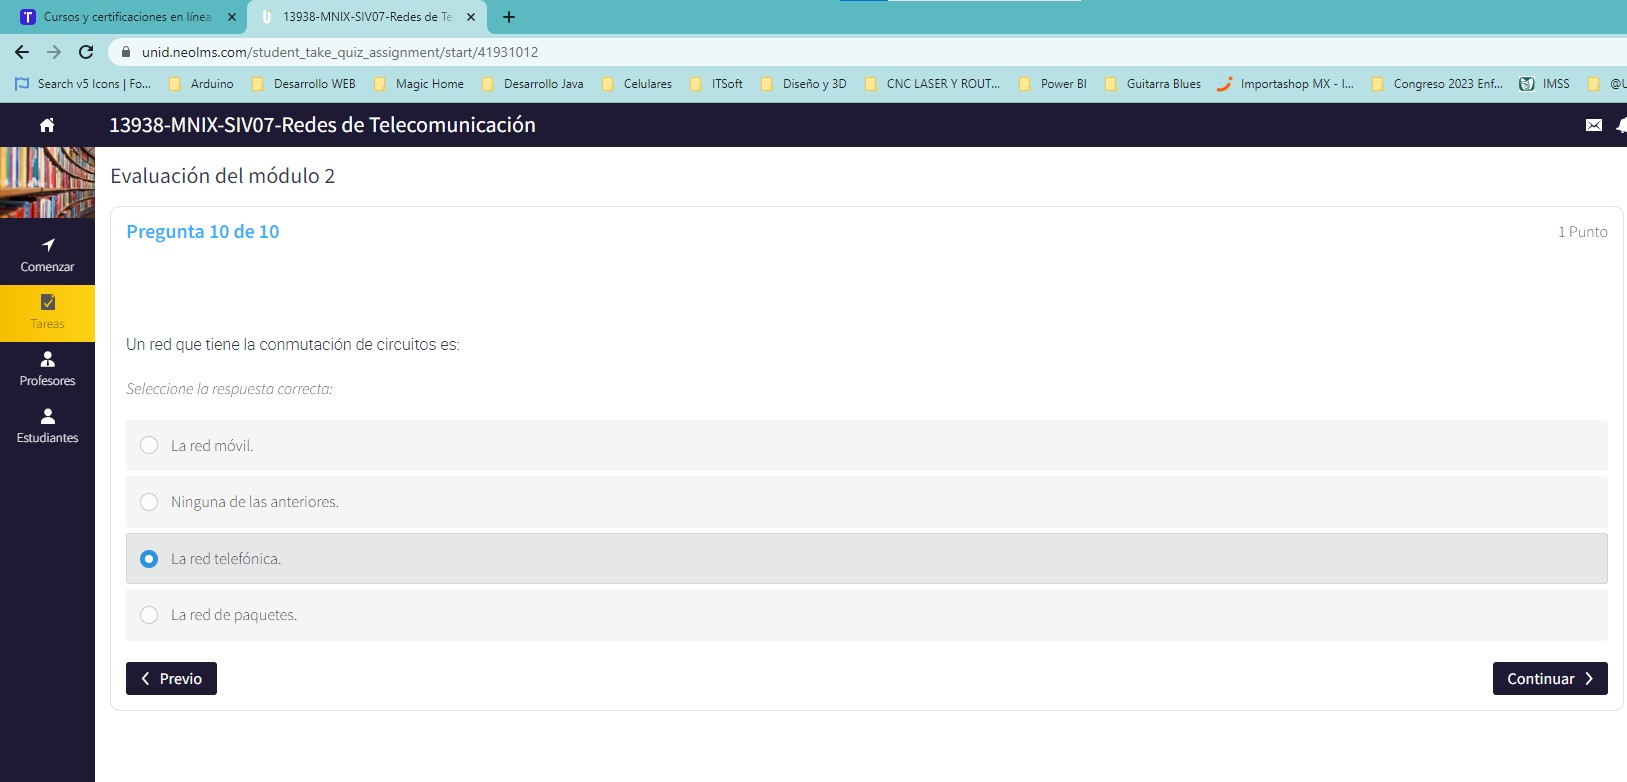 Cursos y certificaciones en línea
13938-MNIX-SIV07-Redes de Te
unid.neolms.com/student_take_quiz_assignment/start/41931012
Search v5 Icons | Fo... Arduino Desarrollo WEB Magic Home Desarrollo Java Celulares ITSoft Diseño y 3D CNC LASER Y ROUT... Power BI Guitarra Blues Importashop MX - I... Congreso 2023 Enf... IMSS @U
13938-MNIX-SIV07-Redes de Telecomunicación
Evaluación del módulo 2
Pregunta 10 de 10
1 Punto
Comenzar
Tareas
Profesores
Estudiantes
Un red que tiene la conmutación de circuitos es:
Seleccione la respuesta correcta:
La red móvil.
Ninguna de las anteriores.
La red telefónica.
La red de paquetes.
Previo
Continuar